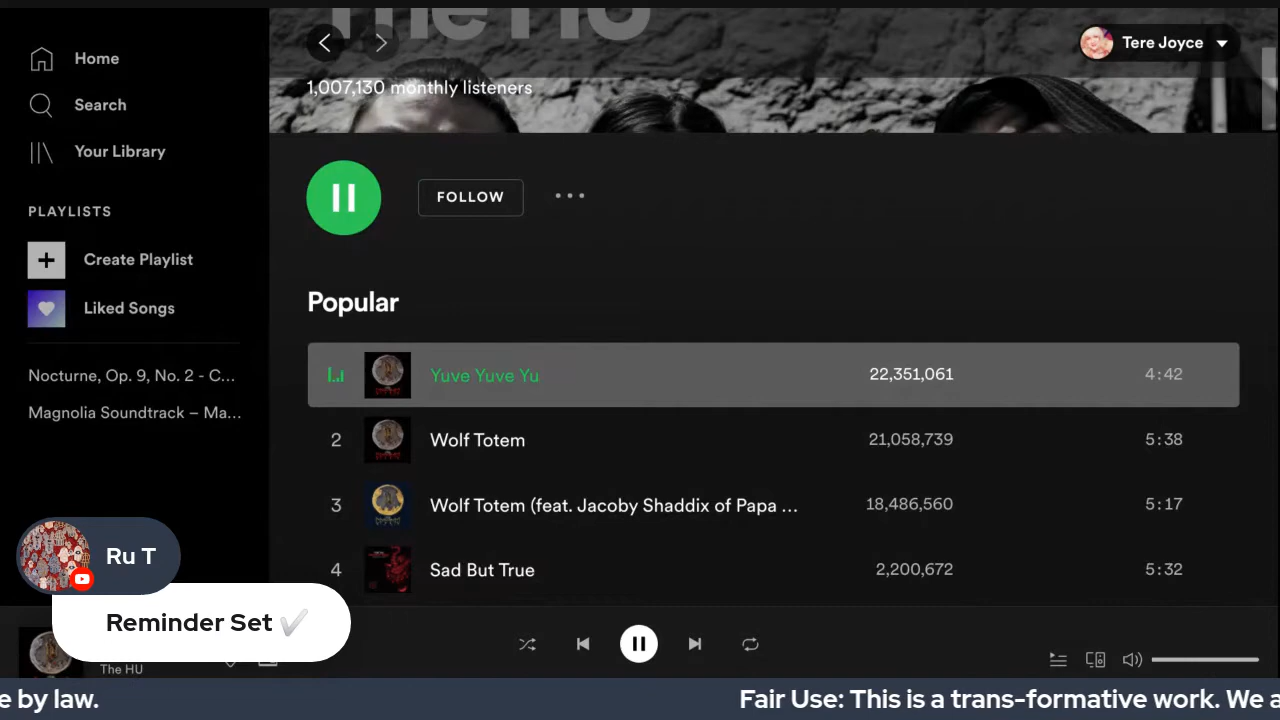 The HU
Tere Joyce
1,007,130 monthly listeners
Home
Search
Your Library
PLAYLISTS
Create Playlist
Liked Songs
Nocturne, Op. 9, No. 2 - C...
Magnolia Soundtrack – Ma...
FOLLOW
Popular
Yuve Yuve Yu 22,351,061 4:42
2 Wolf Totem 21,058,739 5:38
3 Wolf Totem (feat. Jacoby Shaddix of Papa ... 18,486,560 5:17
4 Sad But True 2,200,672 5:32
Ru T
Reminder Set ✓
The HU
e by law. Fair Use: This is a trans-formative work. We a